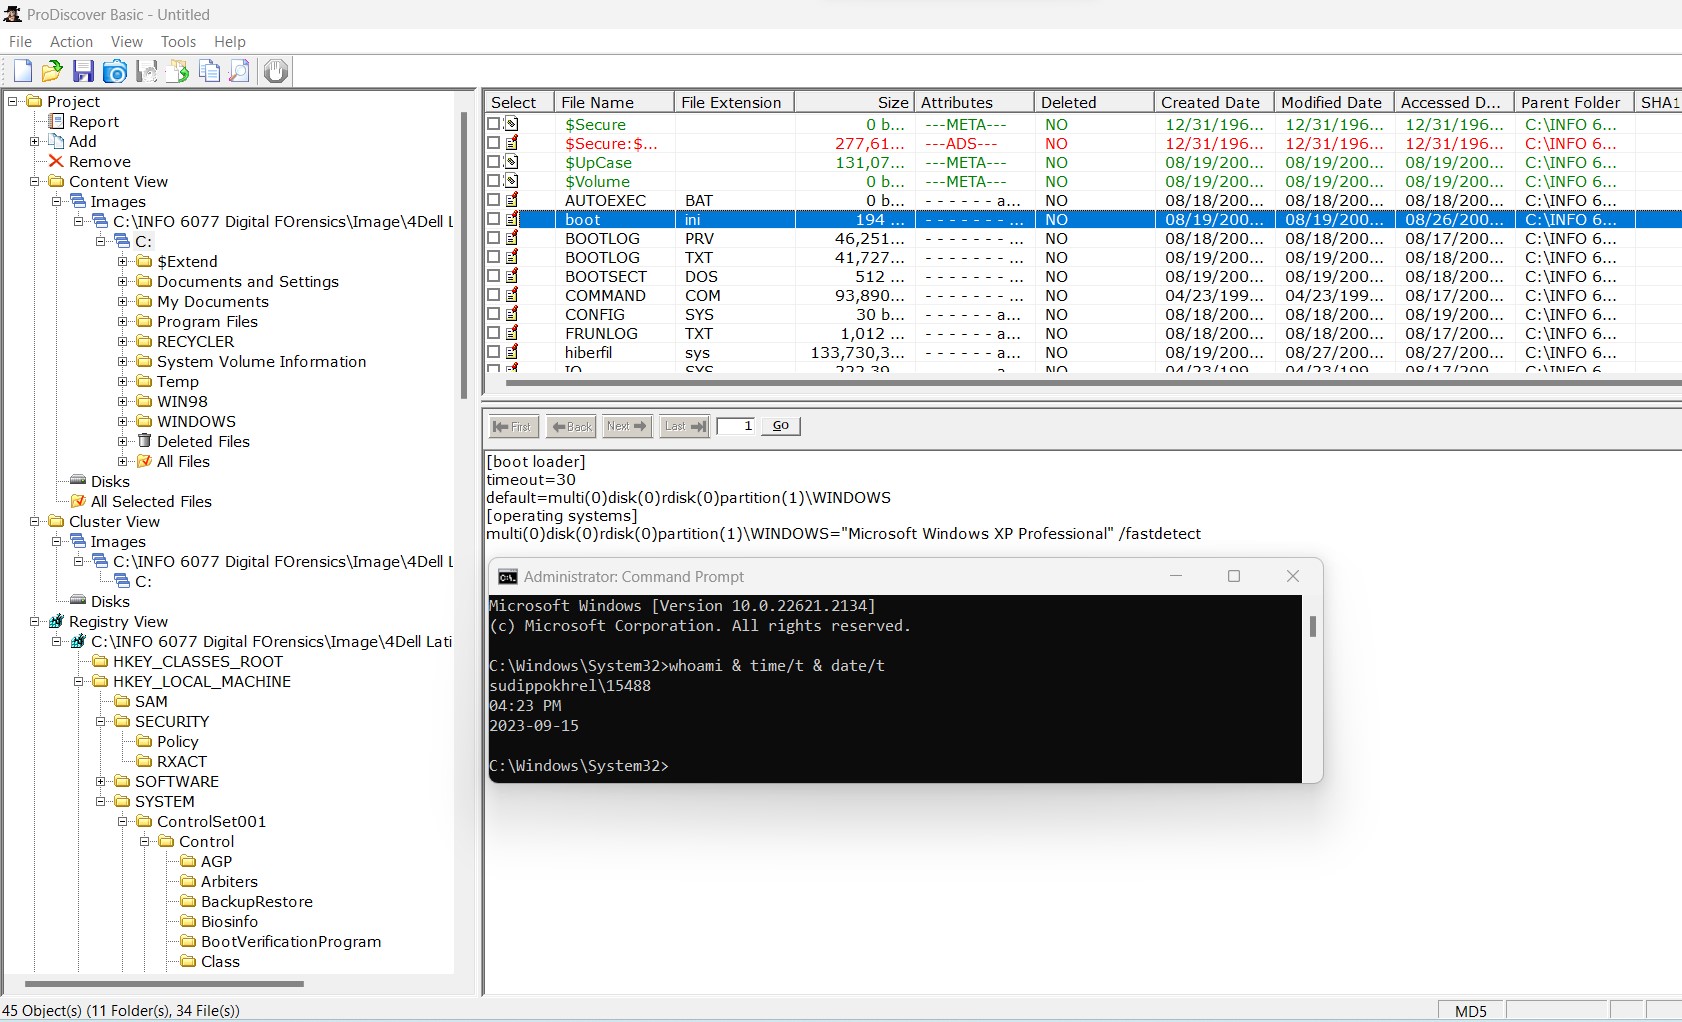 ProDiscover Basic - Untitled
File Action View Tools Help
Project
Report
Add
Remove
Content View
Images
C:\INFO 6077 Digital FOrensics\Image\4Dell L
C:
$Extend
Documents and Settings
My Documents
Program Files
RECYCLER
System Volume Information
Temp
WIN98
WINDOWS
Deleted Files
All Files
Disks
All Selected Files
Cluster View
Images
C:\INFO 6077 Digital FOrensics\Image\4Dell L
C:
Disks
Registry View
C:\INFO 6077 Digital FOrensics\Image\4Dell Lati
HKEY_CLASSES_ROOT
HKEY_LOCAL_MACHINE
SAM
SECURITY
Policy
RXACT
SOFTWARE
SYSTEM
ControlSet001
Control
AGP
Arbiters
BackupRestore
Biosinfo
BootVerificationProgram
Class
Select File Name File Extension Size Attributes Deleted Created Date Modified Date Accessed D... Parent Folder SHA1
$Secure 0 b... ---META--- NO 12/31/196... 12/31/196... 12/31/196... C:\INFO 6...
$Secure:$... 277,61... ---ADS--- NO 12/31/196... 12/31/196... 12/31/196... C:\INFO 6...
$UpCase 131,07... ---META--- NO 08/19/200... 08/19/200... 08/19/200... C:\INFO 6...
$Volume 0 b... ---META--- NO 08/19/200... 08/19/200... 08/19/200... C:\INFO 6...
AUTOEXEC BAT 0 b... - - - - - - a... NO 08/18/200... 08/18/200... 08/18/200... C:\INFO 6...
boot ini 194 ... - - - - - - - ... NO 08/19/200... 08/19/200... 08/26/200... C:\INFO 6...
BOOTLOG PRV 46,251... - - - - - - - ... NO 08/18/200... 08/18/200... 08/17/200... C:\INFO 6...
BOOTLOG TXT 41,727... - - - - - - - ... NO 08/19/200... 08/19/200... 08/18/200... C:\INFO 6...
BOOTSECT DOS 512 ... - - - - - - - ... NO 08/19/200... 08/19/200... 08/18/200... C:\INFO 6...
COMMAND COM 93,890... - - - - - - - ... NO 04/23/199... 04/23/199... 08/17/200... C:\INFO 6...
CONFIG SYS 30 b... - - - - - - a... NO 08/18/200... 08/18/200... 08/19/200... C:\INFO 6...
FRUNLOG TXT 1,012 ... - - - - - - a... NO 08/18/200... 08/18/200... 08/17/200... C:\INFO 6...
hiberfil sys 133,730,3... - - - - - - a... NO 08/19/200... 08/27/200... 08/27/200... C:\INFO 6...
IO SYS 222,39... NO 04/23/199... 04/23/199... 08/17/200... C:\INFO 6...
First Back Next Last 1 Go
[boot loader]
timeout=30
default=multi(0)disk(0)rdisk(0)partition(1)\WINDOWS
[operating systems]
multi(0)disk(0)rdisk(0)partition(1)\WINDOWS="Microsoft Windows XP Professional" /fastdetect
Administrator: Command Prompt
Microsoft Windows [Version 10.0.22621.2134]
(c) Microsoft Corporation. All rights reserved.
C:\Windows\System32>whoami & time/t & date/t
sudippokhrel\15488
04:23 PM
2023-09-15
C:\Windows\System32>
45 Object(s) (11 Folder(s), 34 File(s))
MD5